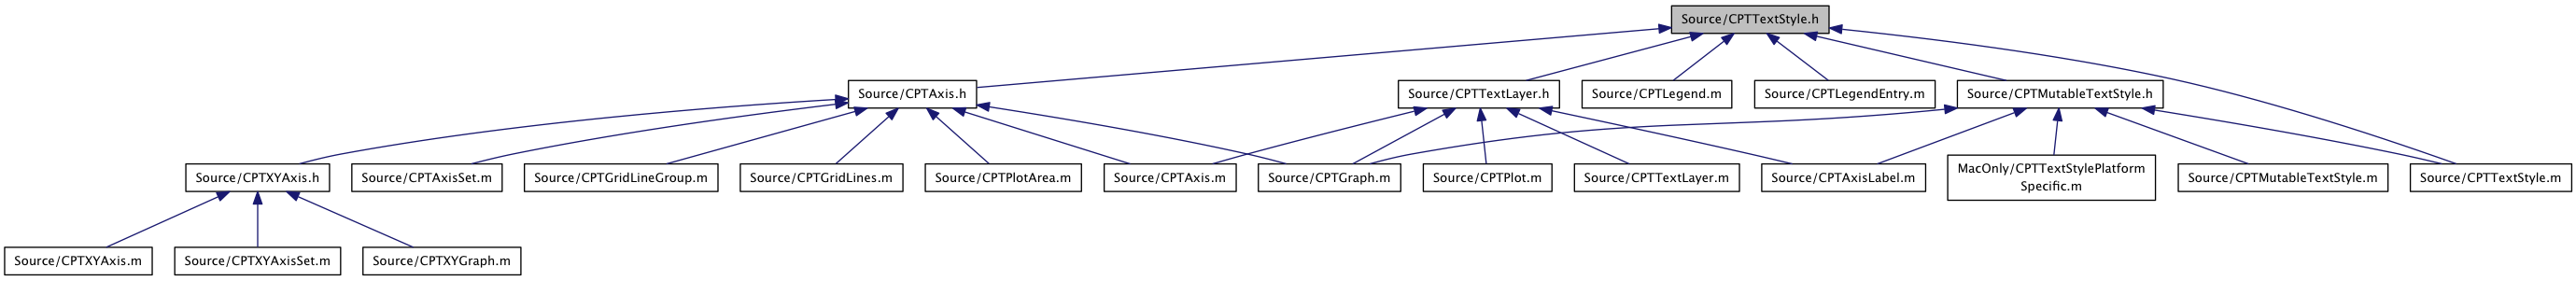 Source/CPTTextStyle.h
Source/CPTAxis.h
Source/CPTTextLayer.h
Source/CPTLegend.m
Source/CPTLegendEntry.m
Source/CPTMutableTextStyle.h
Source/CPTXYAxis.h
Source/CPTAxisSet.m
Source/CPTGridLineGroup.m
Source/CPTGridLines.m
Source/CPTPlotArea.m
Source/CPTAxis.m
Source/CPTGraph.m
Source/CPTPlot.m
Source/CPTTextLayer.m
Source/CPTAxisLabel.m
MacOnly/CPTTextStylePlatform
Specific.m
Source/CPTMutableTextStyle.m
Source/CPTTextStyle.m
Source/CPTXYAxis.m
Source/CPTXYAxisSet.m
Source/CPTXYGraph.m